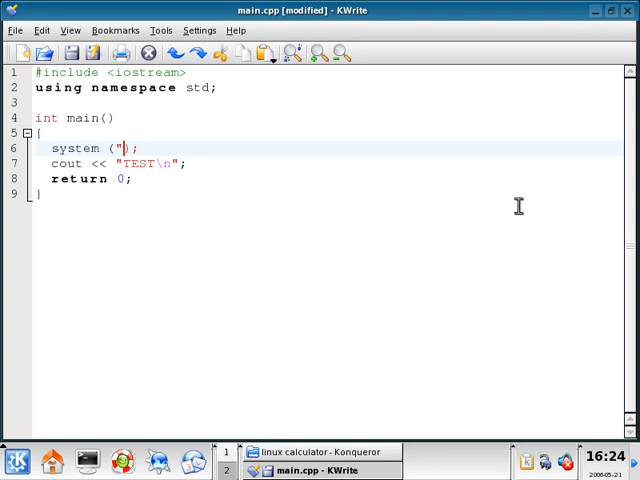 main.cpp [modified] - KWrite
File Edit View Bookmarks Tools Settings Help
1 #include <iostream>
2 using namespace std;
3
4 int main()
5 {
6 system (");
7 cout << "TEST\n";
8 return 0;
9 }
1 linux calculator - Konqueror
2 main.cpp - KWrite
16:24
2006-05-21